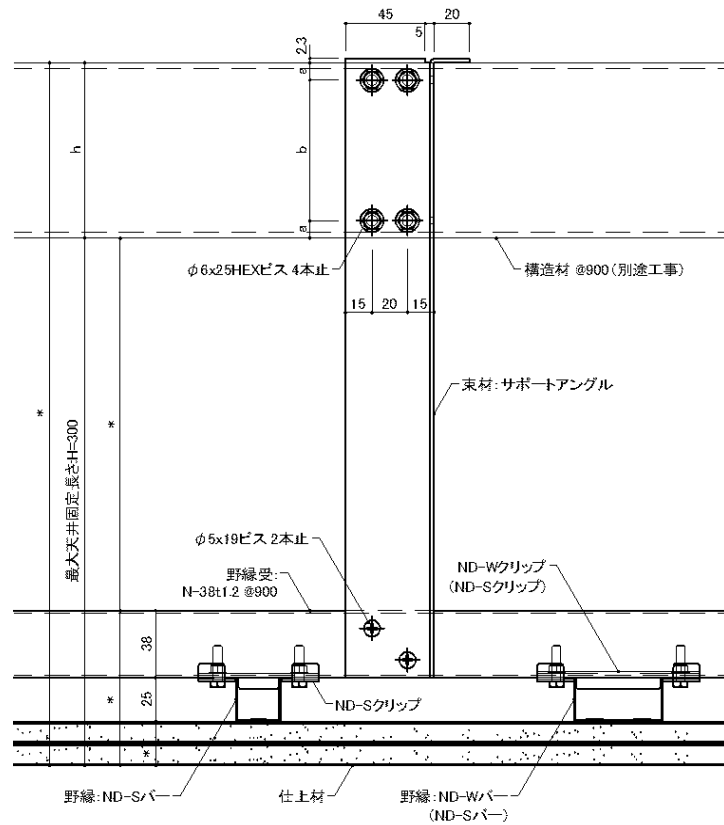 45
20
5
2.3
a
b
h
a
φ6x25HEXビス 4本止
構造材 @900(別途工事)
15
20
15
束材:サポートアングル
*
*
最大天井固定長さ:H=300
φ5x19ビス 2本止
野縁受:
N-38t1.2 @900
ND-Wクリップ
(ND-Sクリップ)
38
25
*
*
ND-Sクリップ
野縁:ND-Sバー
仕上材
野縁:ND-Wバー
(ND-Sバー)